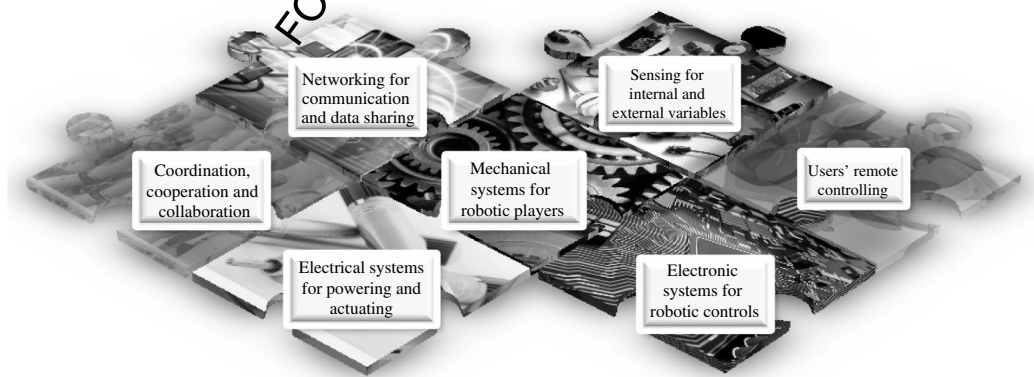 FO
Networking for
communication
and data sharing
Sensing for
internal and
external variables
Coordination,
cooperation and
collaboration
Mechanical
systems for
robotic players
Users' remote
controlling
Electrical systems
for powering and
actuating
Electronic
systems for
robotic controls